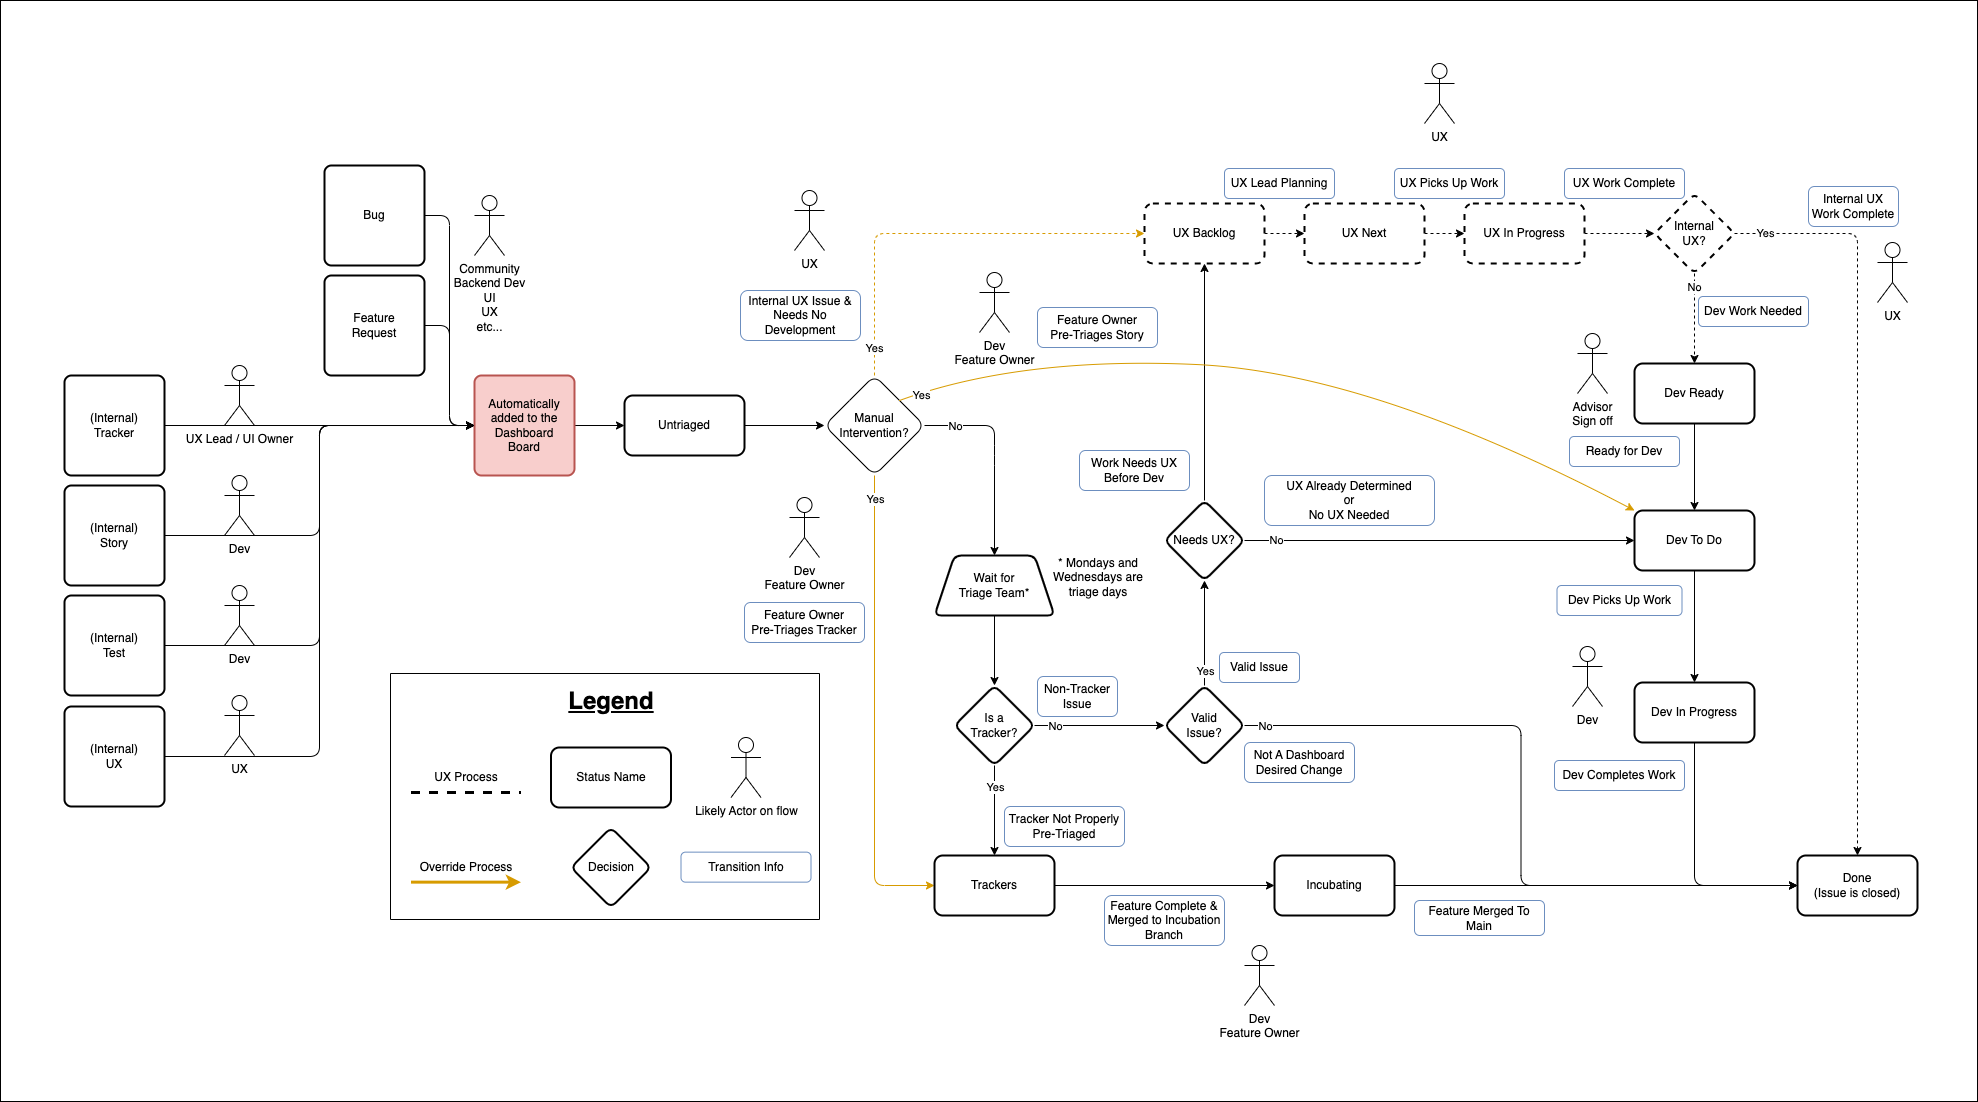 UX
UX Lead Planning
UX Picks Up Work
UX Work Complete
Internal UX
Work Complete
Bug
Community
Backend Dev
UI
UX
etc...
UX
UX Backlog
UX Next
UX In Progress
Internal
UX?
Yes
No
UX
Feature
Request
Internal UX Issue &
Needs No
Development
Yes
Dev
Feature Owner
Feature Owner
Pre-Triages Story
Dev Work Needed
Advisor
Sign off
Dev Ready
Ready for Dev
(Internal)
Tracker
UX Lead / UI Owner
Automatically
added to the
Dashboard
Board
Untriaged
Manual
Intervention?
Yes
No
Yes
Work Needs UX
Before Dev
UX Already Determined
or
No UX Needed
(Internal)
Story
Dev
Needs UX?
No
Dev To Do
Dev
Feature Owner
Feature Owner
Pre-Triages Tracker
Wait for
Triage Team*
* Mondays and
Wednesdays are
triage days
Dev Picks Up Work
(Internal)
Test
Dev
Yes
Valid Issue
Legend
UX Process
Status Name
Likely Actor on flow
Override Process
Decision
Transition Info
Non-Tracker
Issue
Is a
Tracker?
No
Valid
Issue?
No
Not A Dashboard
Desired Change
Dev
Dev In Progress
Dev Completes Work
(Internal)
UX
UX
Yes
Tracker Not Properly
Pre-Triaged
Trackers
Feature Complete &
Merged to Incubation
Branch
Incubating
Feature Merged To
Main
Done
(Issue is closed)
Dev
Feature Owner